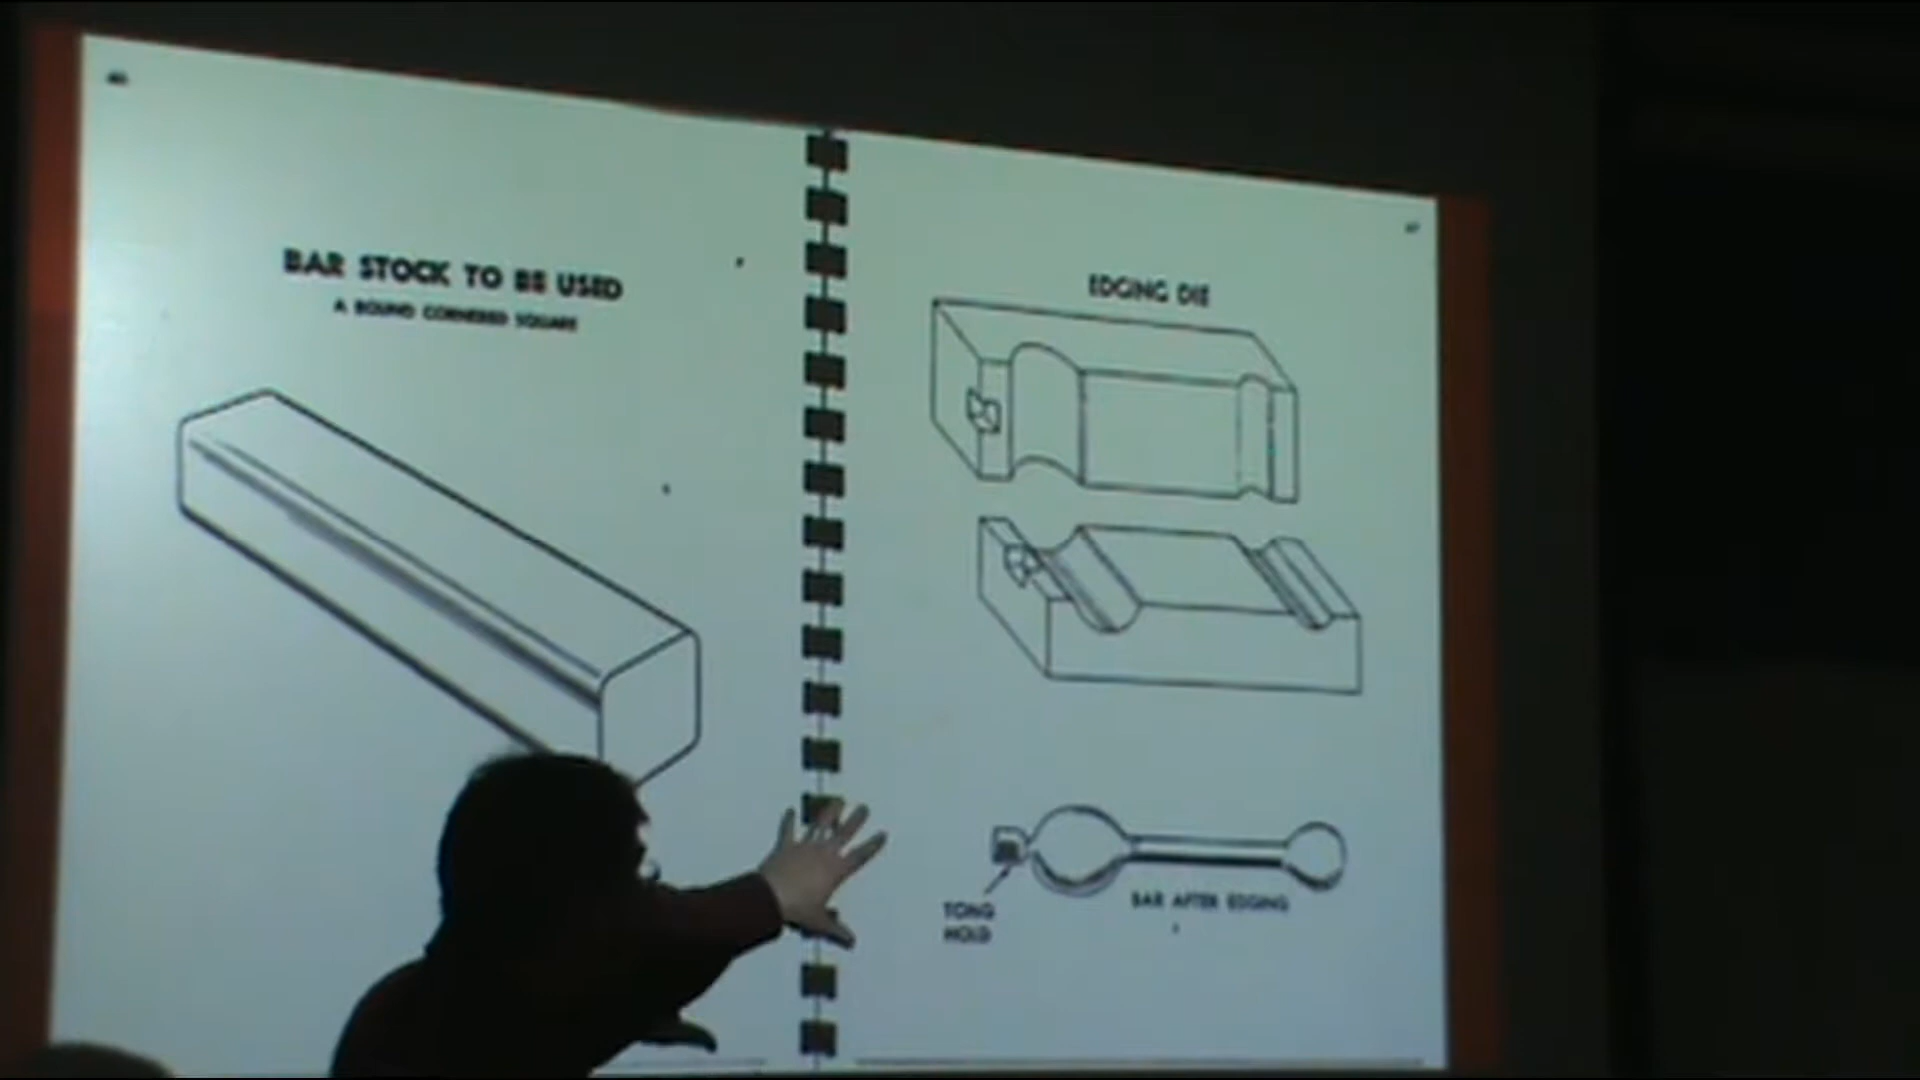 BAR STOCK TO BE USED
A ROUND CORNERED SQUARE
EDGING DIE
TONG
HOLD
BAR AFTER EDGING